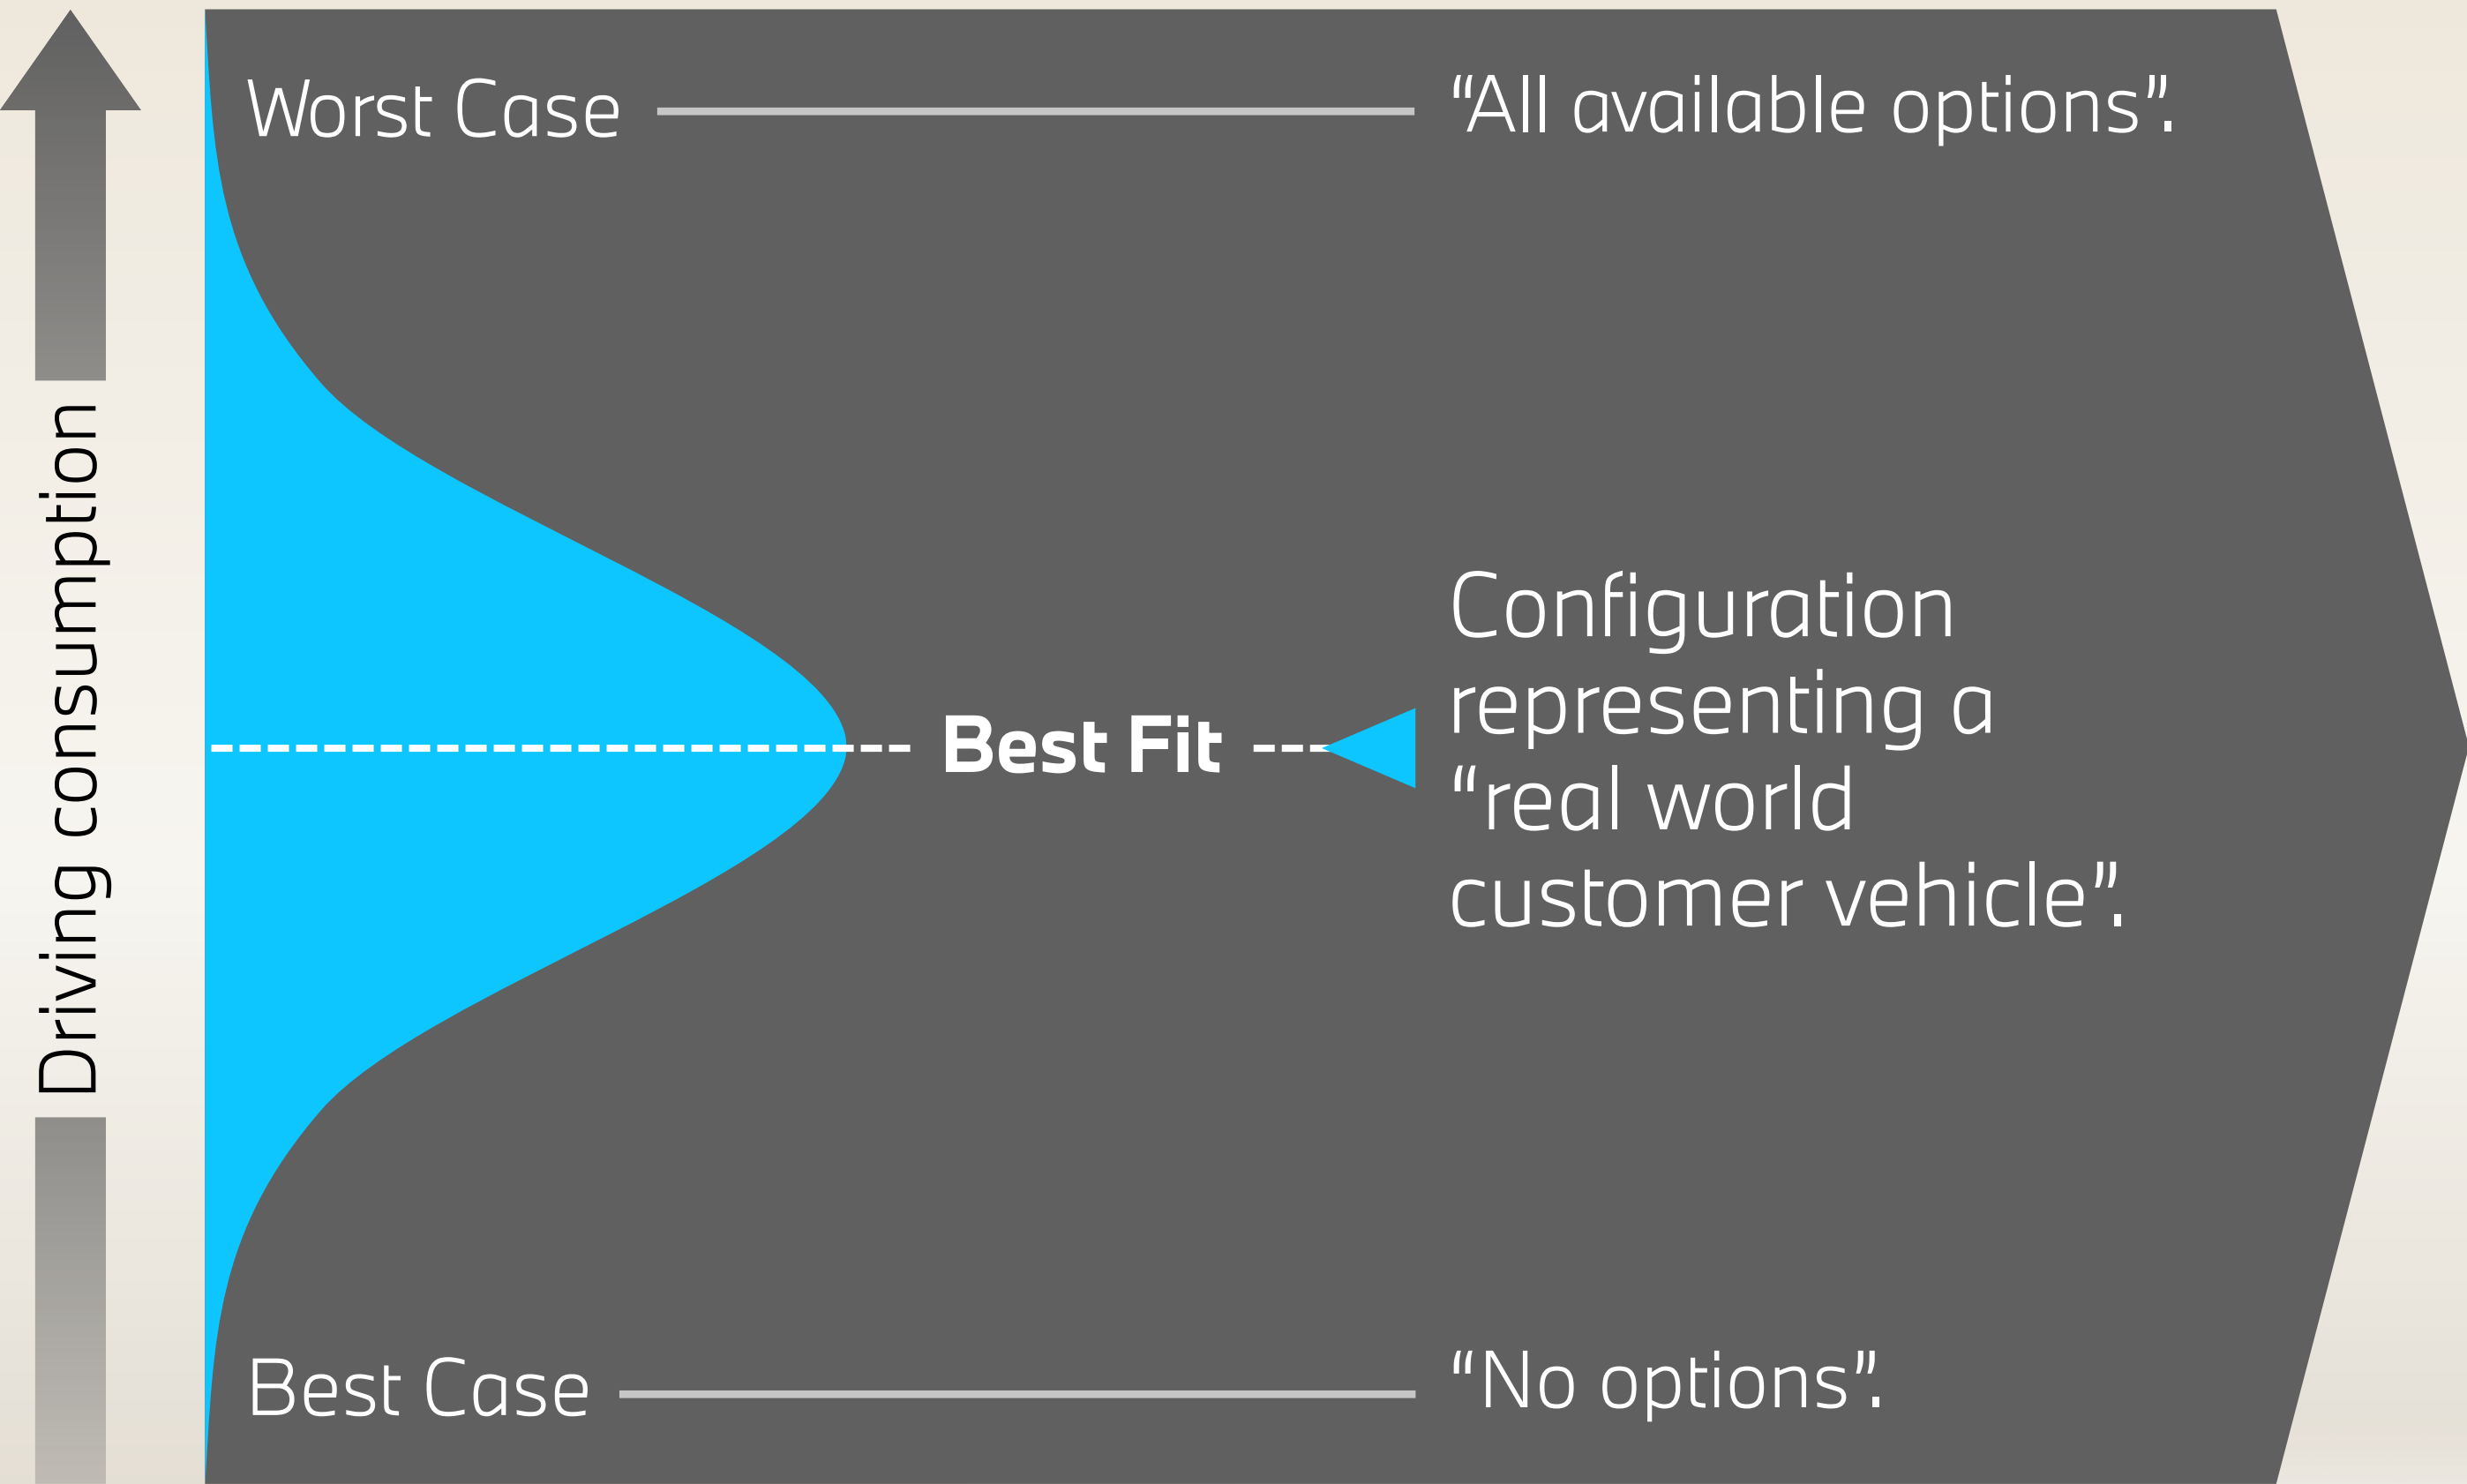 Driving consumption
Worst Case
“All available options”.
Best Fit
Configuration
representing a
“real world
customer vehicle”.
Best Case
“No options”.